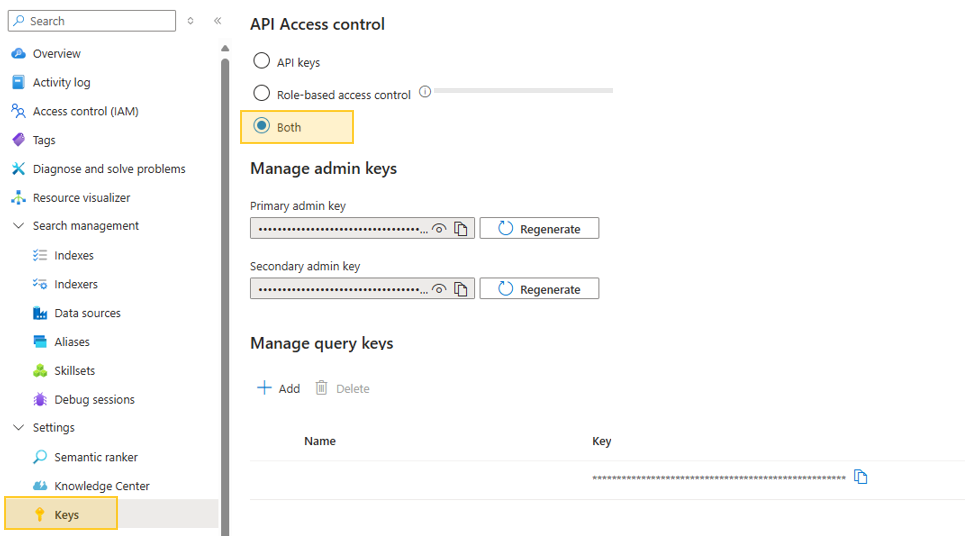 Search
Overview
Activity log
Access control (IAM)
Tags
Diagnose and solve problems
Resource visualizer
Search management
Indexes
Indexers
Data sources
Aliases
Skillsets
Debug sessions
Settings
Semantic ranker
Knowledge Center
Keys
API Access control
API keys
Role-based access control
Both
Manage admin keys
Primary admin key
Regenerate
Secondary admin key
Regenerate
Manage query keys
Add Delete
Name Key
****************************************************